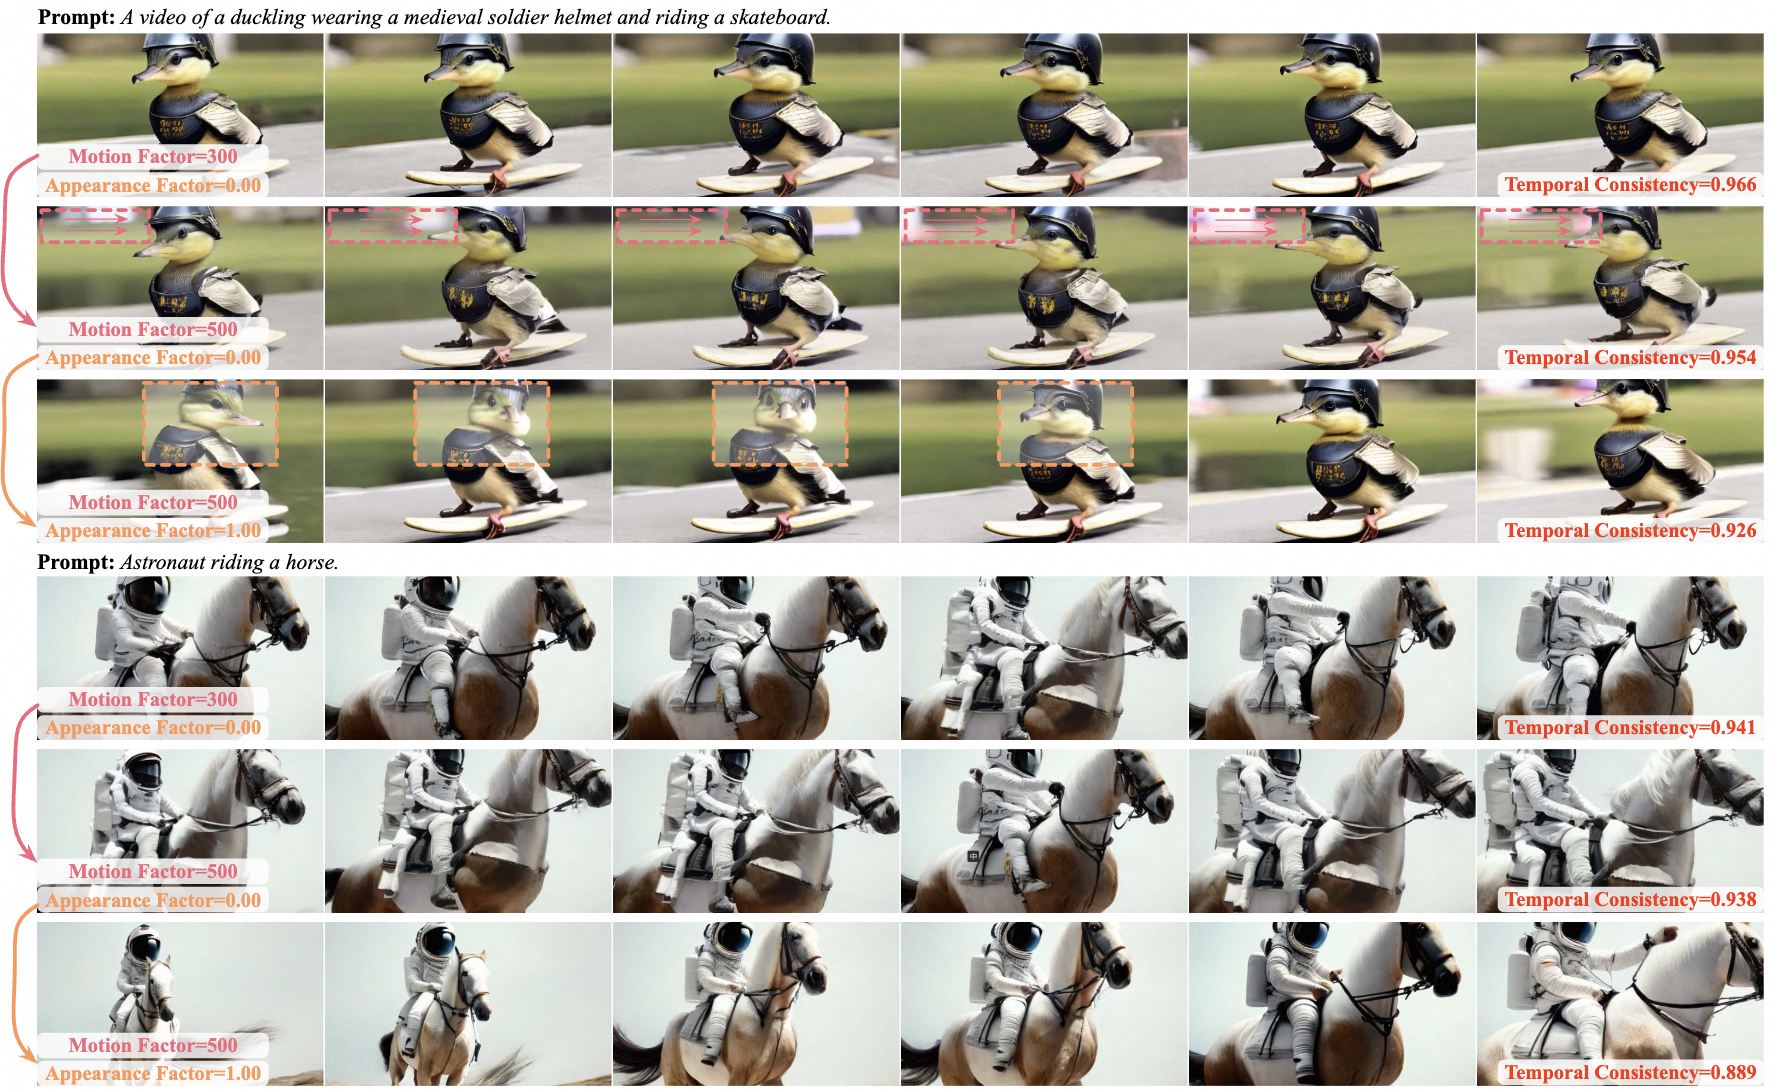 Prompt: A video of a duckling wearing a medieval soldier helmet and riding a skateboard.
Motion Factor=300
Appearance Factor=0.00
Temporal Consistency=0.966
Motion Factor=500
Appearance Factor=0.00
Temporal Consistency=0.954
Motion Factor=500
Appearance Factor=1.00
Temporal Consistency=0.926
Prompt: Astronaut riding a horse.
Motion Factor=300
Appearance Factor=0.00
Temporal Consistency=0.941
Motion Factor=500
中
Appearance Factor=0.00
Temporal Consistency=0.938
Motion Factor=500
Appearance Factor=1.00
Temporal Consistency=0.889